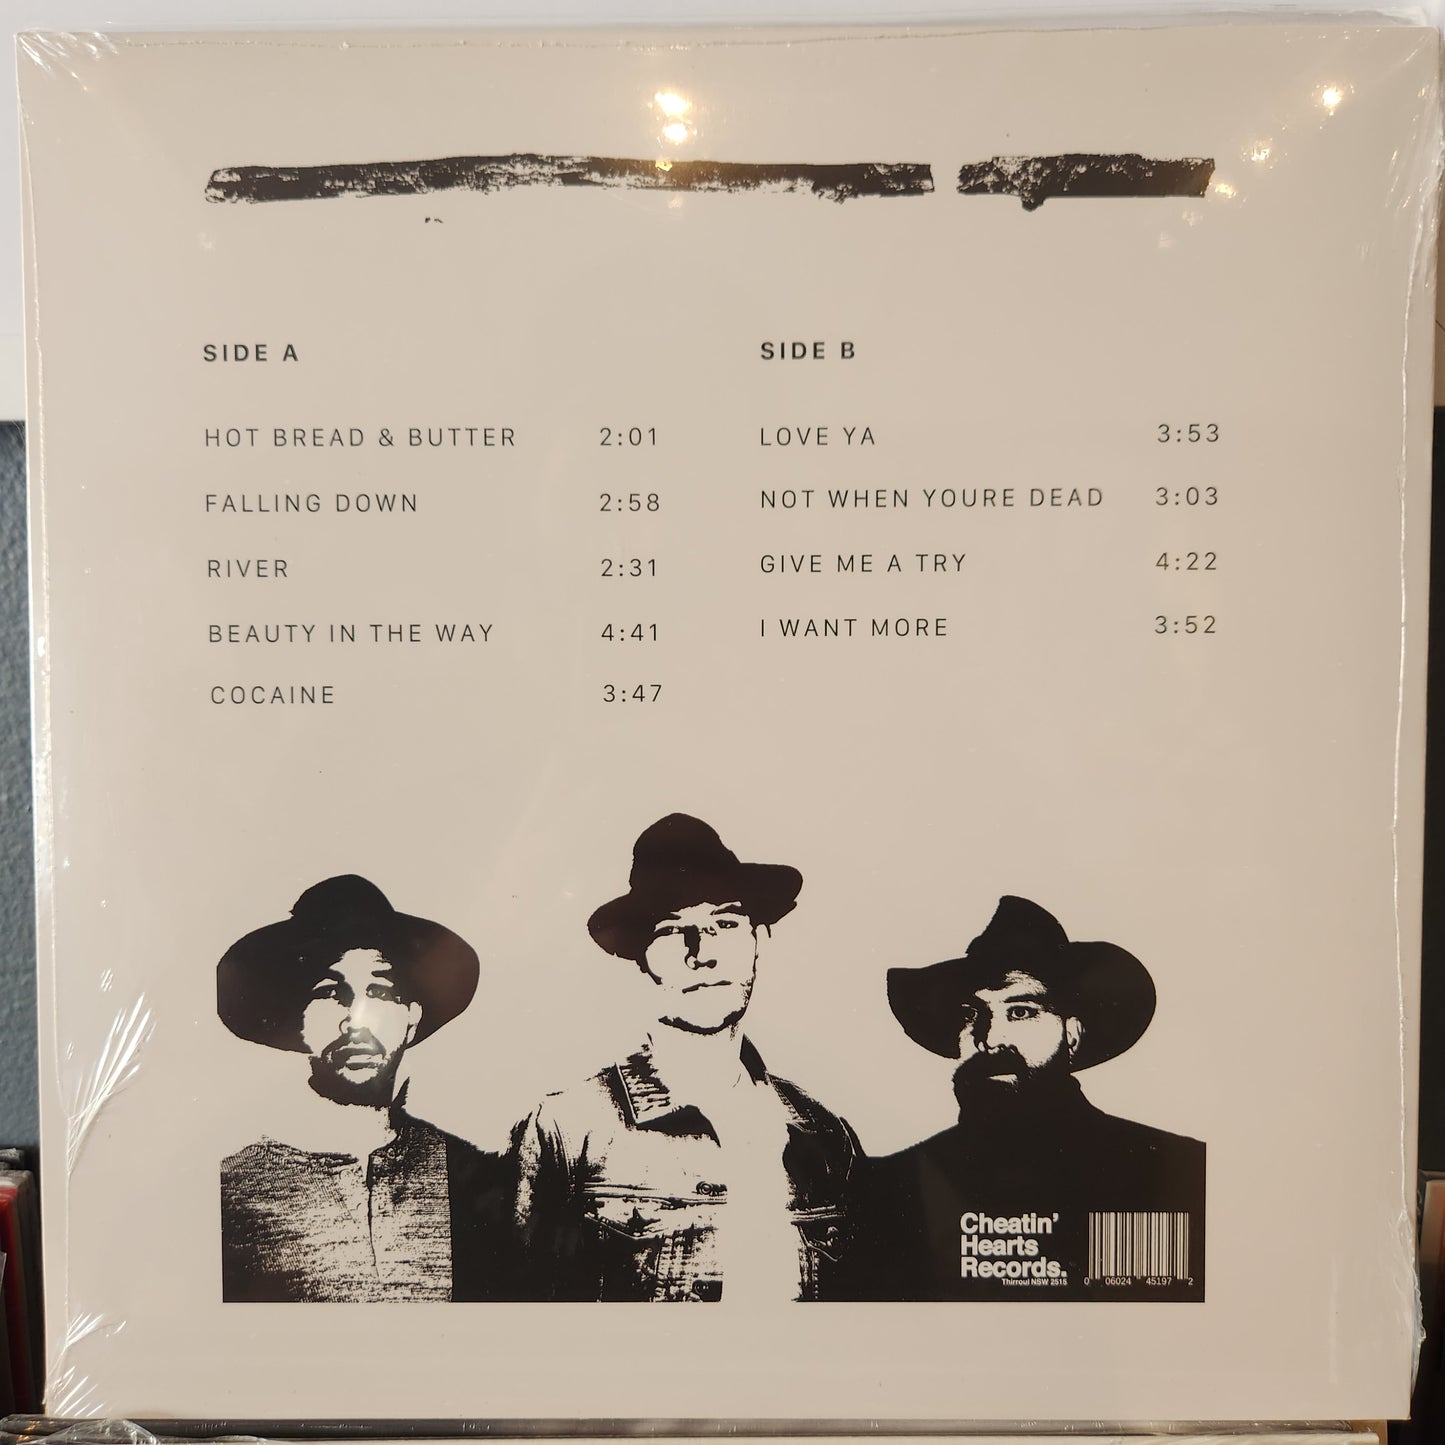 SIDE A
HOT BREAD & BUTTER 2:01
FALLING DOWN 2:58
RIVER 2:31
BEAUTY IN THE WAY 4:41
COCAINE 3:47
SIDE B
LOVE YA 3:53
NOT WHEN YOURE DEAD 3:03
GIVE ME A TRY 4:22
I WANT MORE 3:52
Cheatin'
Hearts
Records.
Thirroul NSW 2515
0 06024 45197 2